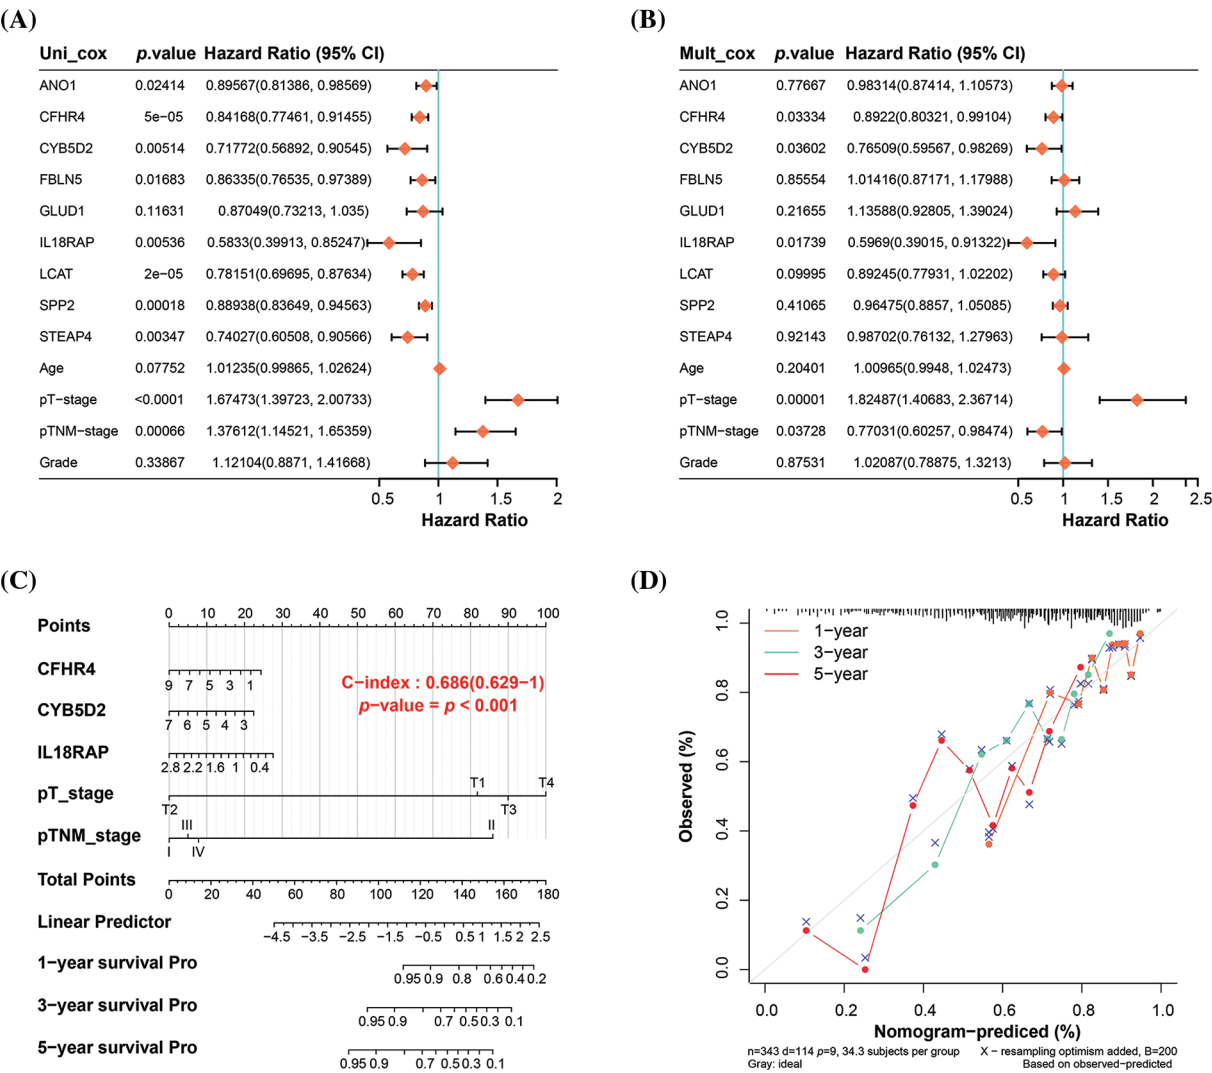 (A)
Uni_cox p.value Hazard Ratio (95% CI)
ANO1 0.02414 0.89567(0.81386, 0.98569)
CFHR4 5e−05 0.84168(0.77461, 0.91455)
CYB5D2 0.00514 0.71772(0.56892, 0.90545)
FBLN5 0.01683 0.86335(0.76535, 0.97389)
GLUD1 0.11631 0.87049(0.73213, 1.035)
IL18RAP 0.00536 0.5833(0.39913, 0.85247)
LCAT 2e−05 0.78151(0.69695, 0.87634)
SPP2 0.00018 0.88938(0.83649, 0.94563)
STEAP4 0.00347 0.74027(0.60508, 0.90566)
Age 0.07752 1.01235(0.99865, 1.02624)
pT−stage <0.0001 1.67473(1.39723, 2.00733)
pTNM−stage 0.00066 1.37612(1.14521, 1.65359)
Grade 0.33867 1.12104(0.8871, 1.41668)
0.5 1 1.5 2
Hazard Ratio
(B)
Mult_cox p.value Hazard Ratio (95% CI)
ANO1 0.77667 0.98314(0.87414, 1.10573)
CFHR4 0.03334 0.8922(0.80321, 0.99104)
CYB5D2 0.03602 0.76509(0.59567, 0.98269)
FBLN5 0.85554 1.01416(0.87171, 1.17988)
GLUD1 0.21655 1.13588(0.92805, 1.39024)
IL18RAP 0.01739 0.5969(0.39015, 0.91322)
LCAT 0.09995 0.89245(0.77931, 1.02202)
SPP2 0.41065 0.96475(0.8857, 1.05085)
STEAP4 0.92143 0.98702(0.76132, 1.27963)
Age 0.20401 1.00965(0.9948, 1.02473)
pT−stage 0.00001 1.82487(1.40683, 2.36714)
pTNM−stage 0.03728 0.77031(0.60257, 0.98474)
Grade 0.87531 1.02087(0.78875, 1.3213)
0.5 1 1.5 2 2.5
Hazard Ratio
(C)
0 10 20 30 40 50 60 70 80 90 100
Points
CFHR4
9 7 5 3 1
C−index : 0.686(0.629−1)
p−value = p < 0.001
CYB5D2
7 6 5 4 3
IL18RAP
2.8 2.2 1.6 1 0.4
T1 T4
pT_stage
T2 T3
III II
pTNM_stage
I IV
Total Points
0 20 40 60 80 100 120 140 160 180
Linear Predictor
−4.5 −3.5 −2.5 −1.5 −0.5 0.5 1 1.5 2 2.5
1−year survival Pro
0.95 0.9 0.8 0.6 0.4 0.2
3−year survival Pro
0.95 0.9 0.7 0.5 0.3 0.1
5−year survival Pro
0.95 0.9 0.7 0.5 0.3 0.1
(D)
1−year
3−year
5−year
Observed (%)
1.0
0.8
0.6
0.4
0.2
0.0
0.0 0.2 0.4 0.6 0.8 1.0
Nomogram−prediced (%)
n=343 d=114 p=9, 34.3 subjects per group
Gray: ideal
X − resampling optimism added, B=200
Based on observed−predicted